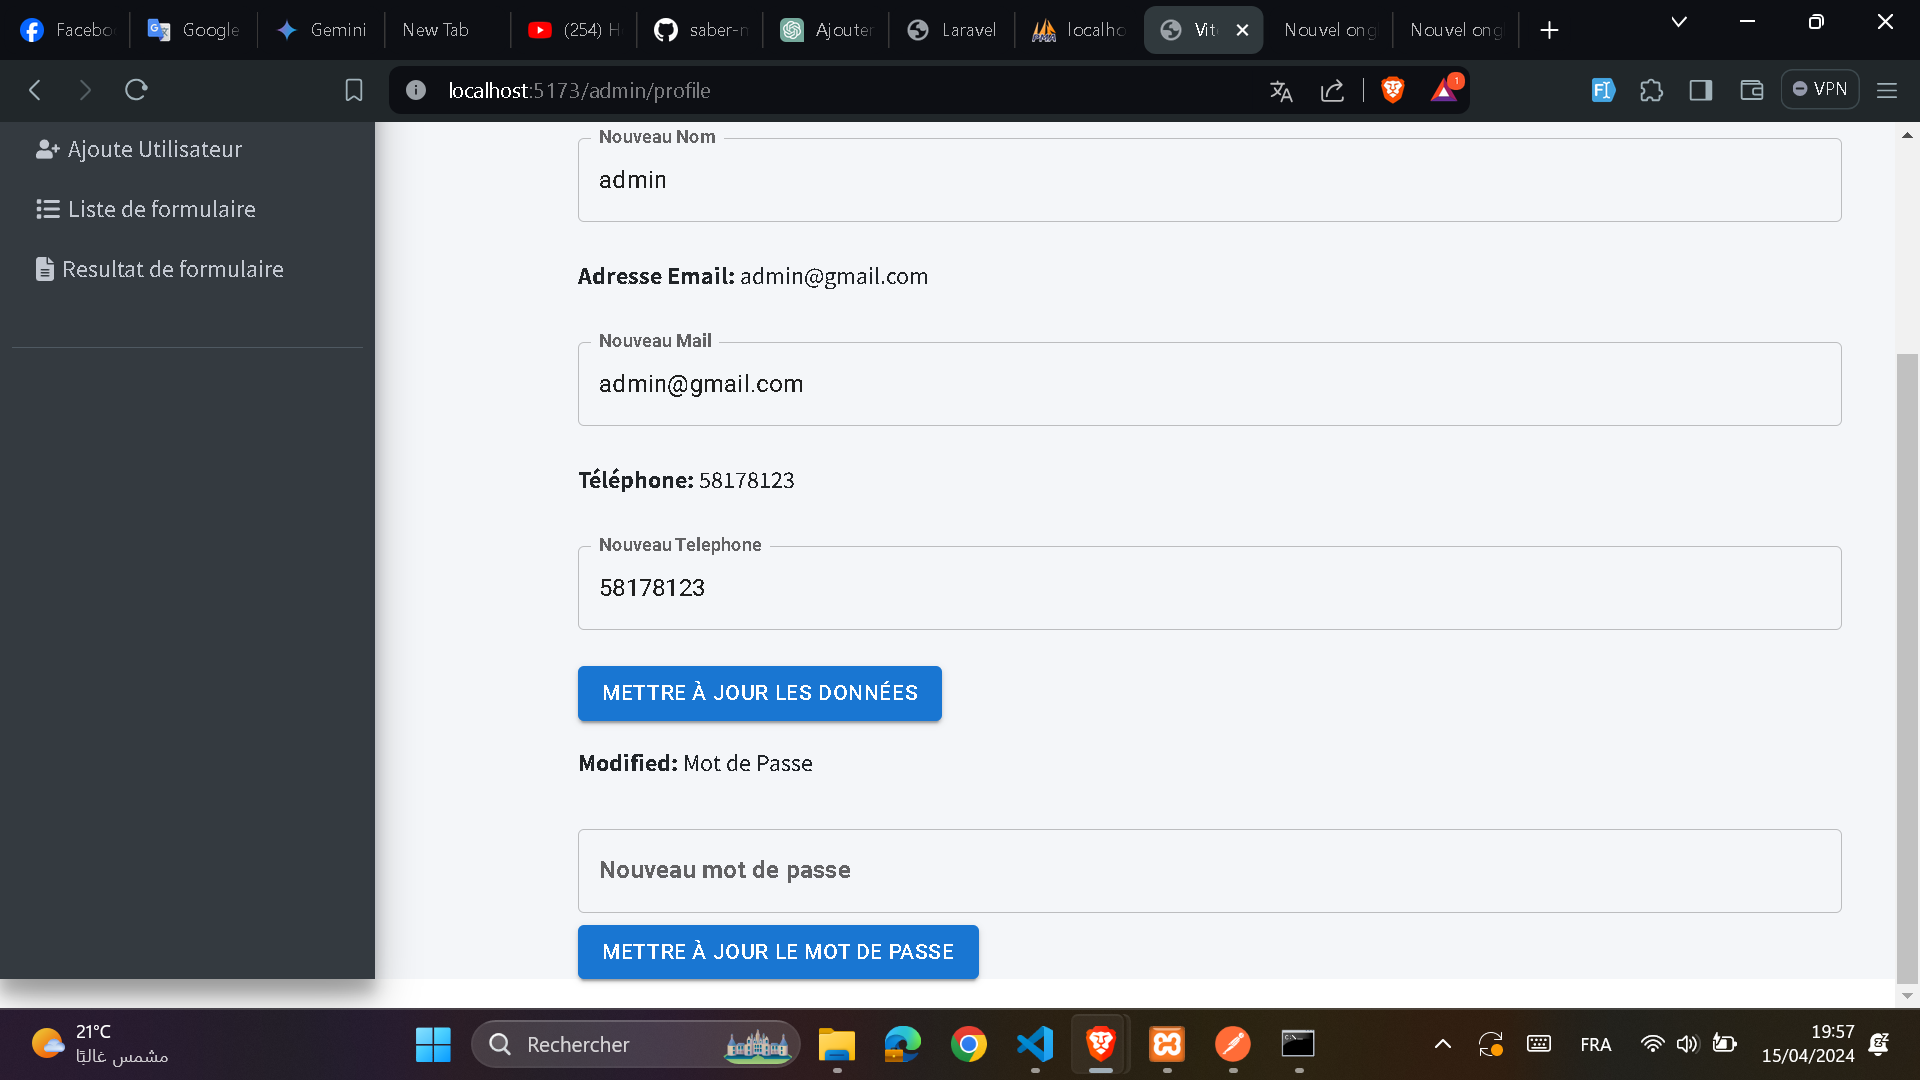 Facebo
Google
Gemini
New Tab
(254) H
saber-n
Ajouter
Laravel
localho
Vit
Nouvel ong
Nouvel ong
localhost:5173/admin/profile
1
VPN
Ajoute Utilisateur
Liste de formulaire
Resultat de formulaire
Nouveau Nom
admin
Adresse Email: admin@gmail.com
Nouveau Mail
admin@gmail.com
Téléphone: 58178123
Nouveau Telephone
58178123
METTRE À JOUR LES DONNÉES
Modified: Mot de Passe
Nouveau mot de passe
METTRE À JOUR LE MOT DE PASSE
21°C
مشمس غالبًا
Rechercher
FRA
19:57
15/04/2024